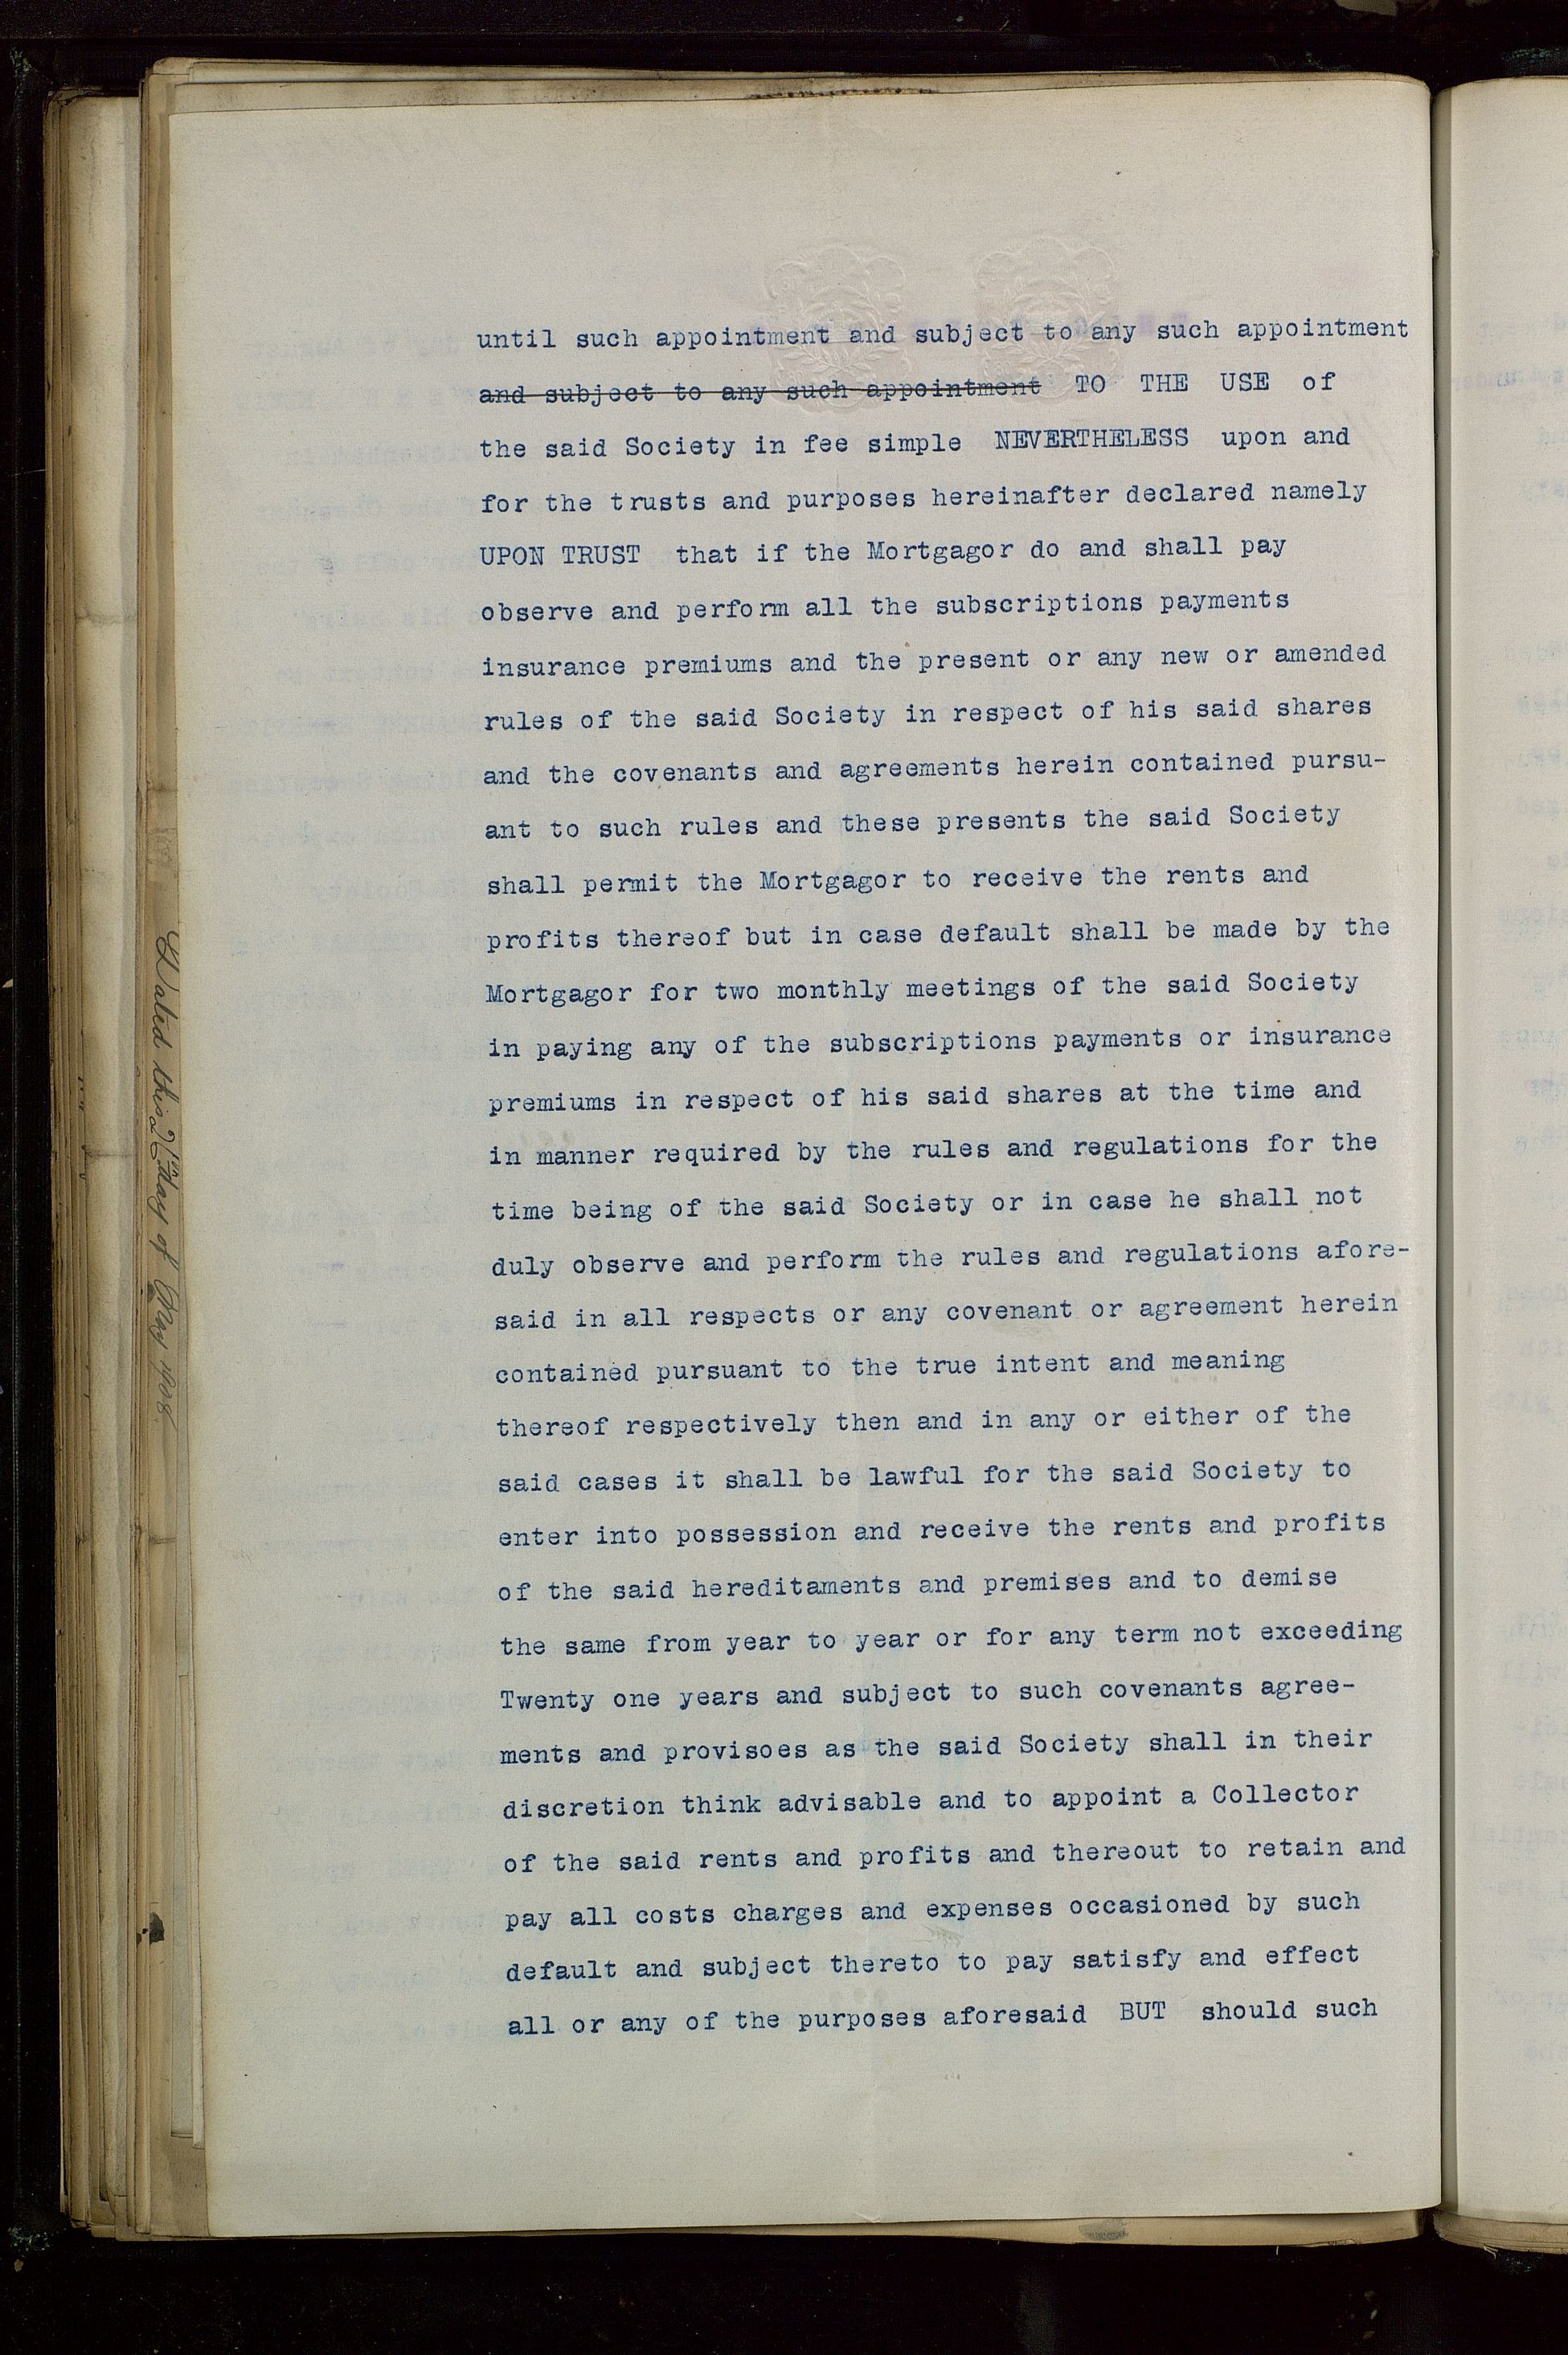 until such appointment and subject to any such appointment
and subject to any such appointment TO THE USE of
the said Society in fee simple NEVERTHELESS upon and
for the trusts and purposes hereinafter declared namely
UPON TRUST that if the Mortgagor do and shall pay
observe and perform all the subscriptions payments
insurance premiums and the present or any new or amended
rules of the said Society in respect of his said shares
and the covenants and agreements herein contained pursu-
ant to such rules and these presents the said Society
shall permit the Mortgagor to receive the rents and
profits thereof but in case default shall be made by the
Mortgagor for two monthly meetings of the said Society
in paying any of the subscriptions payments or insurance
premiums in respect of his said shares at the time and
in manner required by the rules and regulations for the
time being of the said Society or in case he shall not
duly observe and perform the rules and regulations afore-
said in all respects or any covenant or agreement herein
contained pursuant to the true intent and meaning
thereof respectively then and in any or either of the
said cases it shall be lawful for the said Society to
enter into possession and receive the rents and profits
of the said hereditaments and premises and to demise
the same from year to year or for any term not exceeding
Twenty one years and subject to such covenants agree-
ments and provisoes as the said Society shall in their
discretion think advisable and to appoint a Collector
of the said rents and profits and thereout to retain and
pay all costs charges and expenses occasioned by such
default and subject thereto to pay satisfy and effect
all or any of the purposes aforesaid BUT should such
Dated this day of May 1908